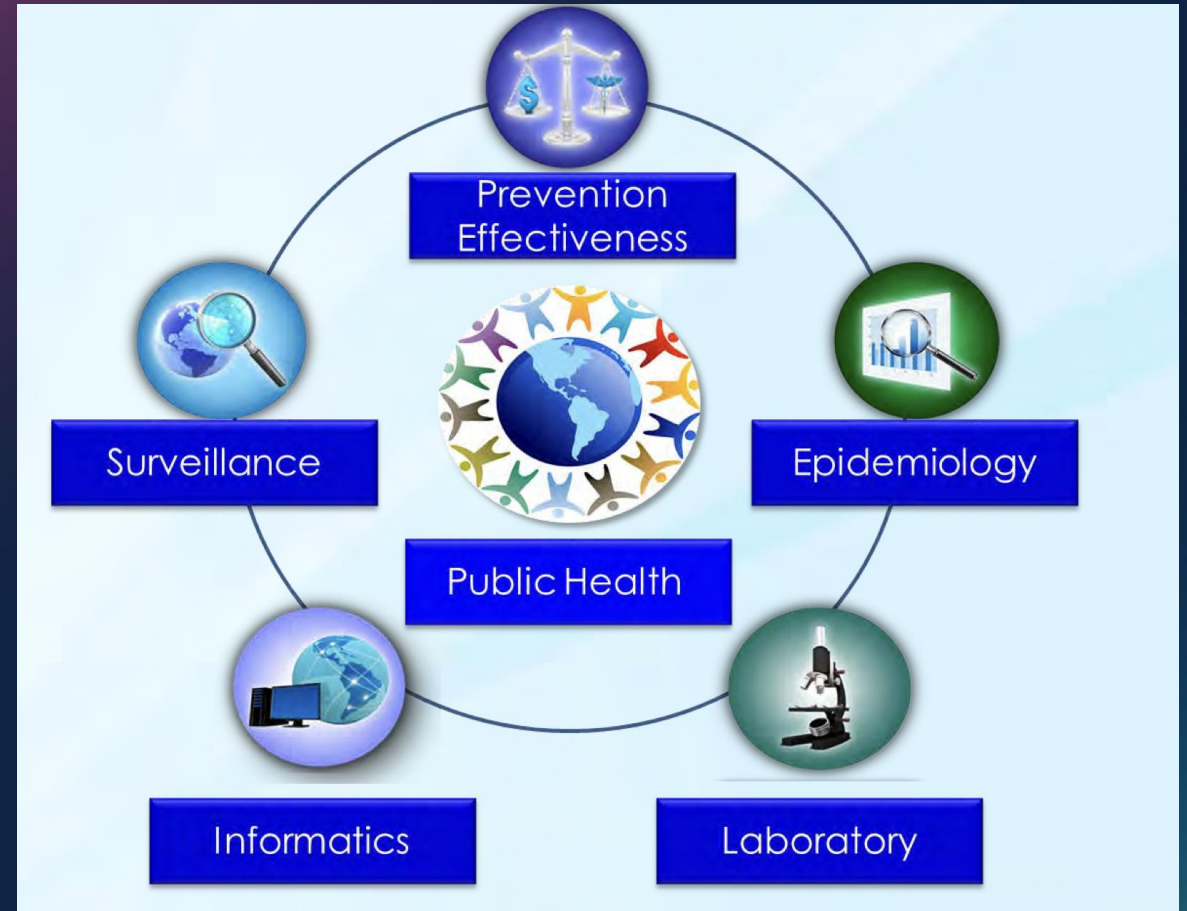 $
Prevention
Effectiveness
Surveillance
Epidemiology
Public Health
Informatics
Laboratory